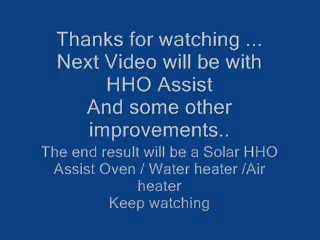 Thanks for watching ...
Next Video will be with
HHO Assist
And some other
improvements..
The end result will be a Solar HHO
Assist Oven / Water heater /Air
heater
Keep watching